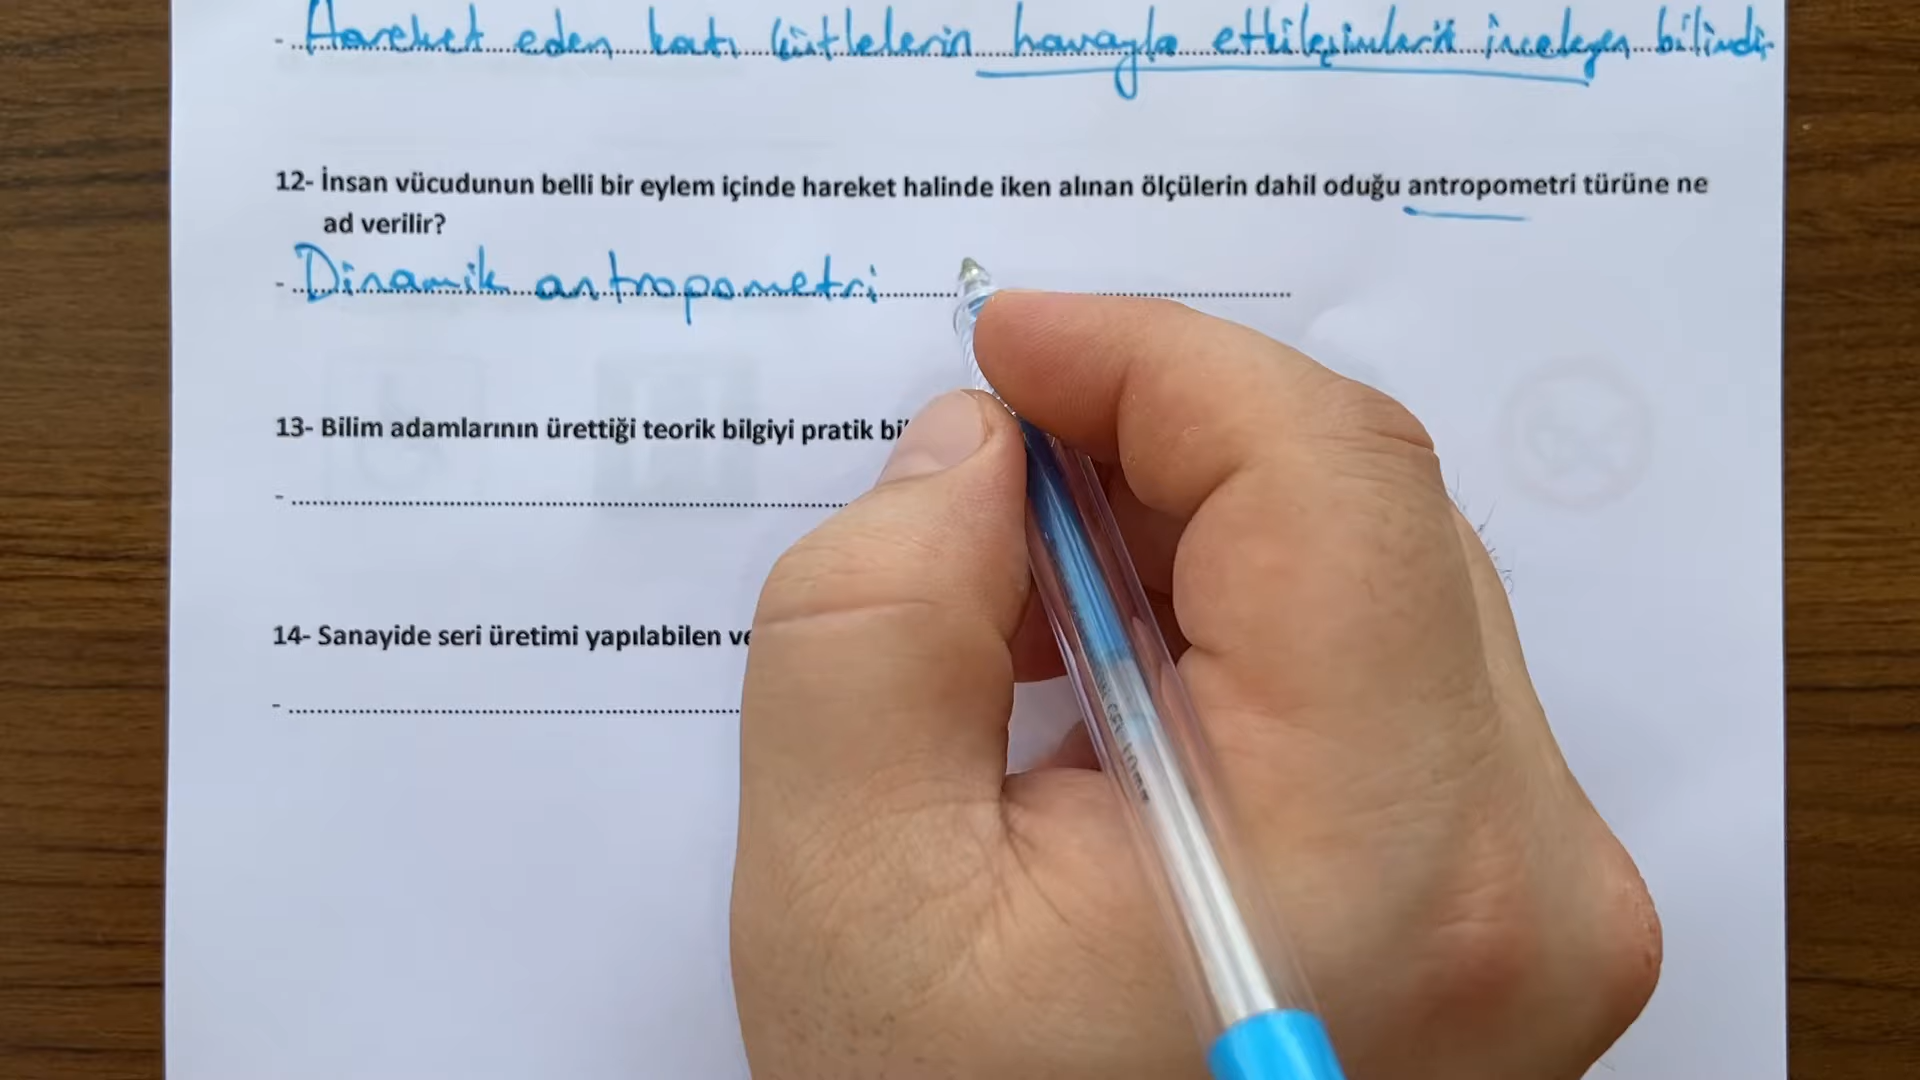 - Hareket eden katı kütlelerin havayla etkileşimlerini inceleyen bilimdir
12- İnsan vücudunun belli bir eylem içinde hareket halinde iken alınan ölçülerin dahil oduğu antropometri türüne ne
ad verilir?
- Dinamik antropometri
13- Bilim adamlarının ürettiği teorik bilgiyi pratik
-
14- Sanayide seri üretimi yapılabilen
-